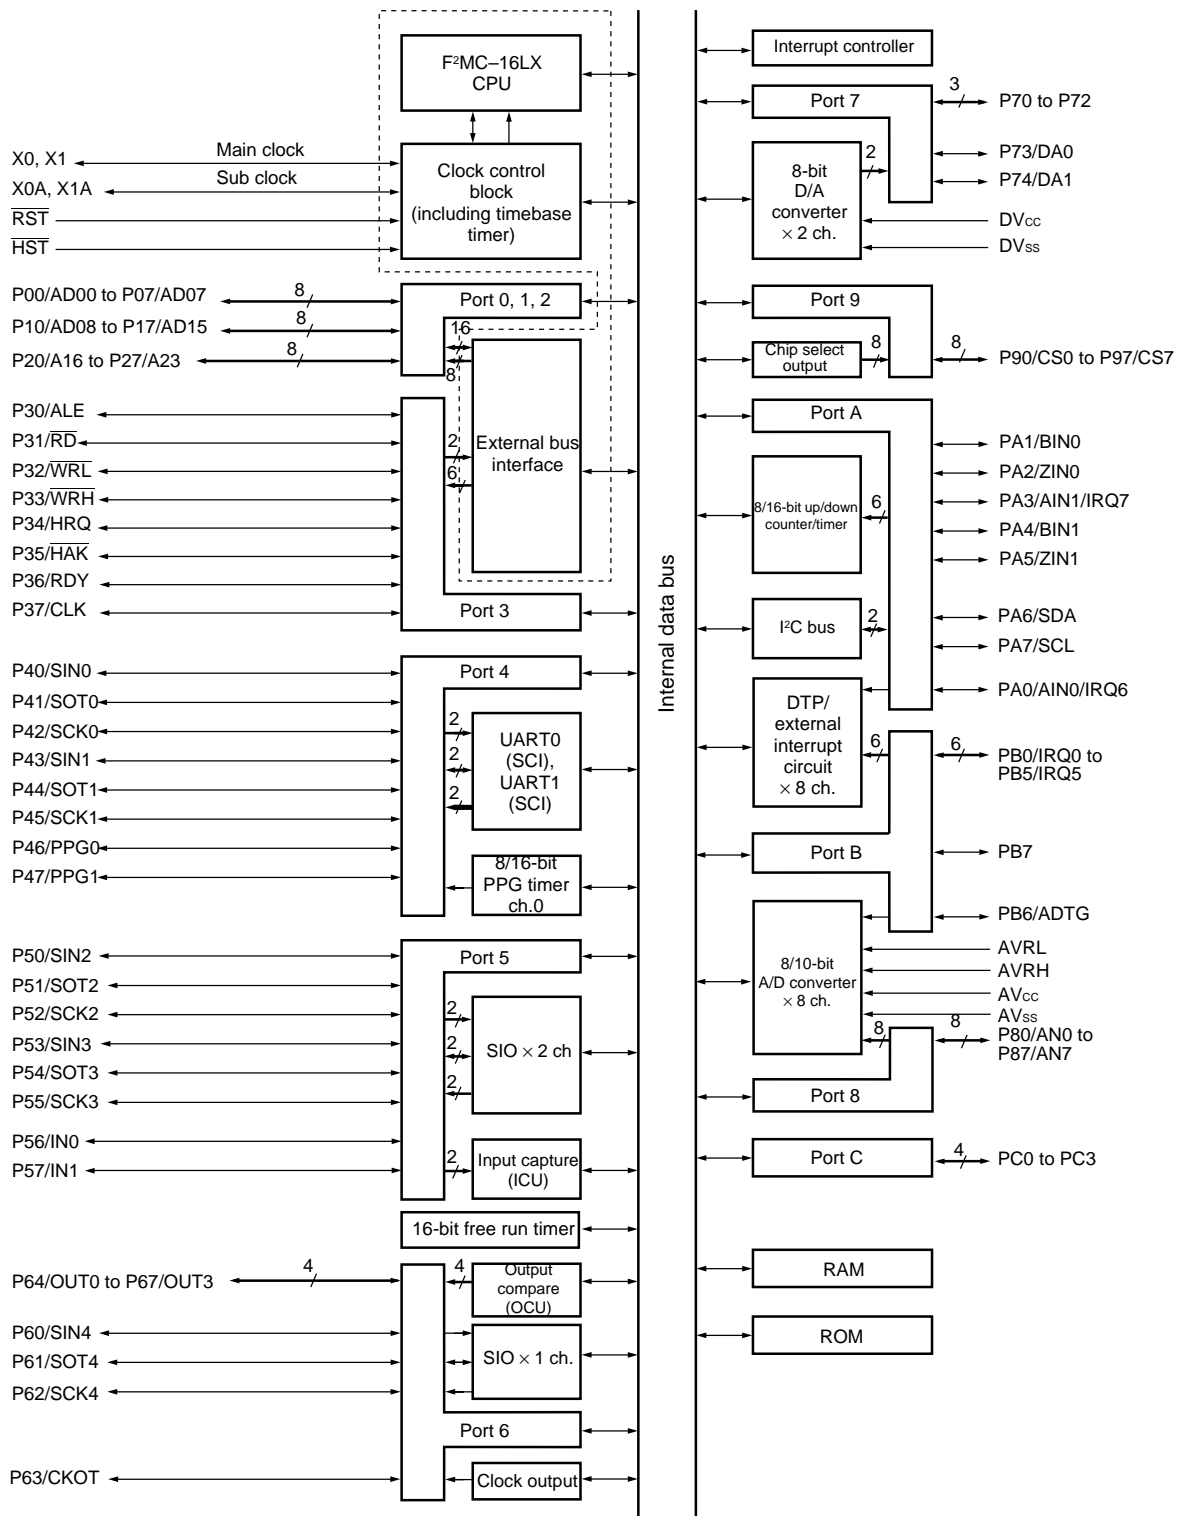 F²MC–16LX
CPU
X0, X1
Main clock
X0A, X1A
Sub clock
RST
HST
Clock control
block
(including timebase
timer)
P00/AD00 to P07/AD07
8
P10/AD08 to P17/AD15
8
P20/A16 to P27/A23
8
Port 0, 1, 2
16
8
P30/ALE
P31/RD
P32/WRL
P33/WRH
P34/HRQ
P35/HAK
P36/RDY
P37/CLK
2
6
External bus
interface
Port 3
P40/SIN0
P41/SOT0
P42/SCK0
P43/SIN1
P44/SOT1
P45/SCK1
P46/PPG0
P47/PPG1
Port 4
2
2
2
UART0
(SCI),
UART1
(SCI)
8/16-bit
PPG timer
ch.0
P50/SIN2
P51/SOT2
P52/SCK2
P53/SIN3
P54/SOT3
P55/SCK3
P56/IN0
P57/IN1
Port 5
2
2
2
SIO × 2 ch
2
Input capture
(ICU)
16-bit free run timer
P64/OUT0 to P67/OUT3
4
4
Output
compare
(OCU)
P60/SIN4
P61/SOT4
P62/SCK4
SIO × 1 ch.
Port 6
P63/CKOT
Clock output
Internal data bus
Interrupt controller
Port 7
3
P70 to P72
P73/DA0
P74/DA1
8-bit
D/A
converter
× 2 ch.
2
DVCC
DVSS
Port 9
Chip select
output
8
8
P90/CS0 to P97/CS7
Port A
PA1/BIN0
PA2/ZIN0
PA3/AIN1/IRQ7
PA4/BIN1
PA5/ZIN1
8/16-bit up/down
counter/timer
6
I²C bus
2
PA6/SDA
PA7/SCL
PA0/AIN0/IRQ6
DTP/
external
interrupt
circuit
× 8 ch.
6
6
PB0/IRQ0 to
PB5/IRQ5
Port B
PB7
PB6/ADTG
8/10-bit
A/D converter
× 8 ch.
AVRL
AVRH
AVCC
AVSS
8
8
P80/AN0 to
P87/AN7
Port 8
Port C
4
PC0 to PC3
RAM
ROM